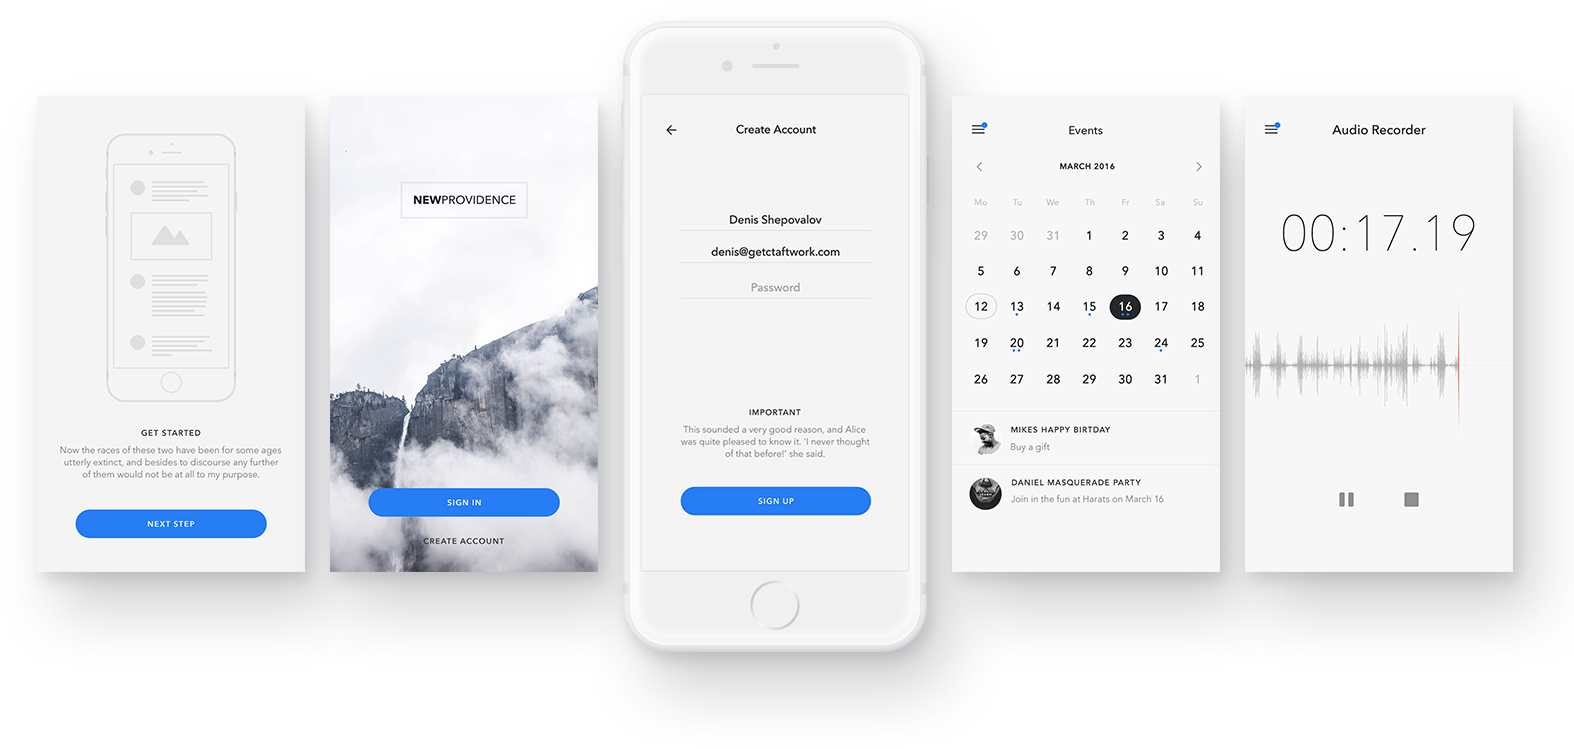 GET STARTED
Now the races of these two have been for some ages
utterly extinct, and besides to discourse any further
of them would not be at all to my purpose.
NEXT STEP
NEWPROVIDENCE
SIGN IN
CREATE ACCOUNT
Create Account
Denis Shepovalov
denis@getctaftwork.com
Password
IMPORTANT
This sounded a very good reason, and Alice
was quite pleased to know it. 'I never thought
of that before!' she said.
SIGN UP
Events
MARCH 2016
Mo Tu We Th Fr Sa Su
29 30 31 1 2 3 4
5 6 7 8 9 10 11
12 13 14 15 16 17 18
19 20 21 22 23 24 25
26 27 28 29 30 31 1
MIKES HAPPY BIRTDAY
Buy a gift
DANIEL MASQUERADE PARTY
Join in the fun at Harats on March 16
Audio Recorder
00:17.19